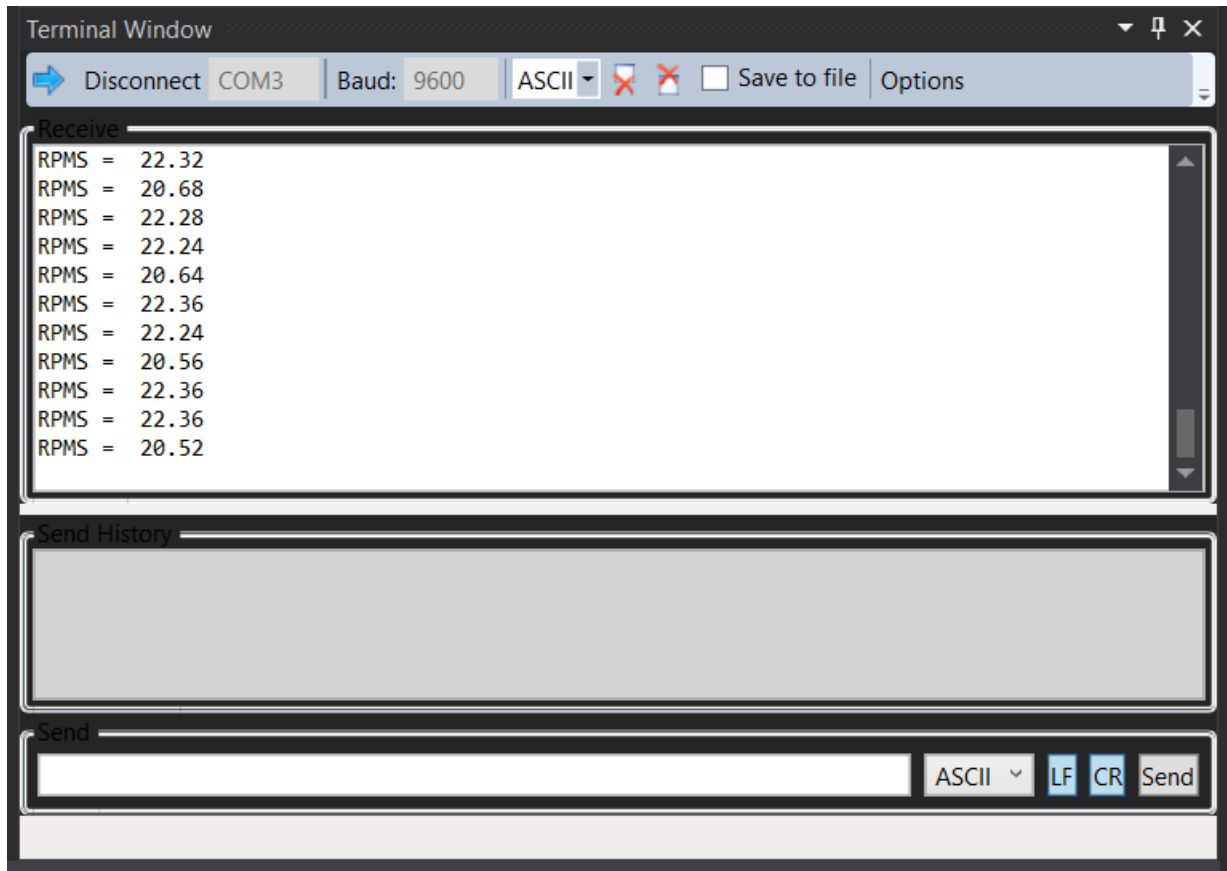 Terminal Window
Disconnect COM3 Baud: 9600 ASCII Save to file Options
Receive
RPMS =  22.32
RPMS =  20.68
RPMS =  22.28
RPMS =  22.24
RPMS =  20.64
RPMS =  22.36
RPMS =  22.24
RPMS =  20.56
RPMS =  22.36
RPMS =  22.36
RPMS =  20.52
Send History
Send
ASCII LF CR Send